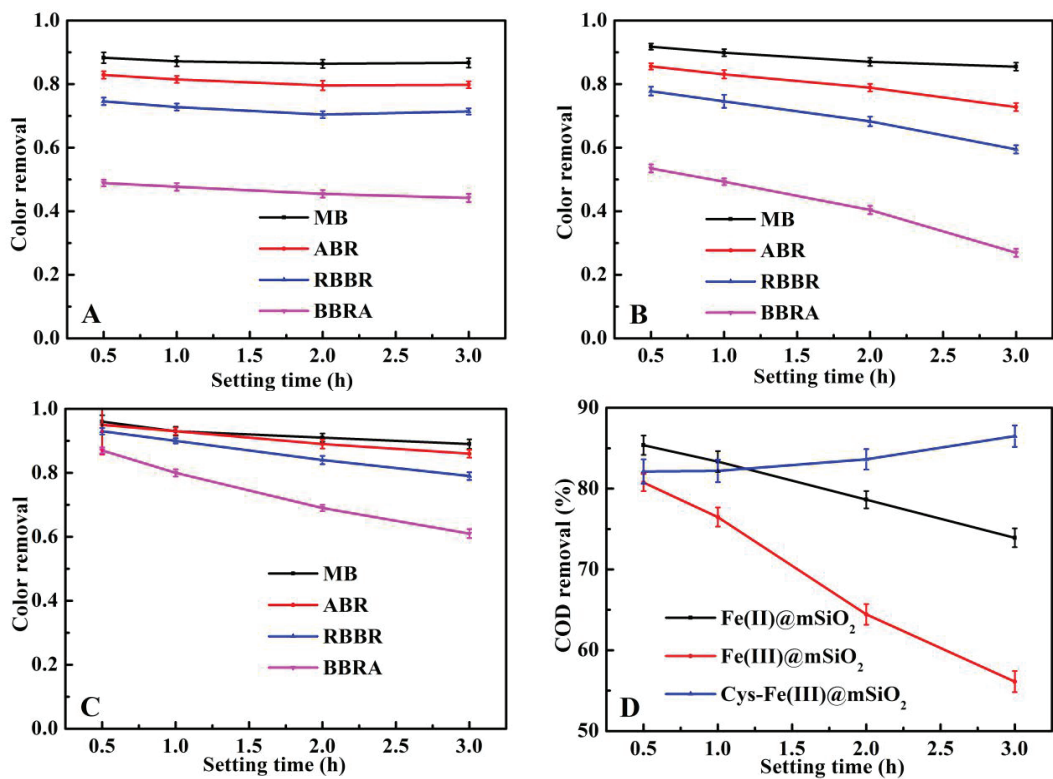 1.0
0.8
0.6
0.4
0.2
0.0
Color removal
MB
ABR
RBBR
BBRA
A
0.5 1.0 1.5 2.0 2.5 3.0
Setting time (h)
1.0
0.8
0.6
0.4
0.2
0.0
Color removal
MB
ABR
RBBR
BBRA
B
0.5 1.0 1.5 2.0 2.5 3.0
Setting time (h)
1.0
0.8
0.6
0.4
0.2
0.0
Color removal
MB
ABR
RBBR
BBRA
C
0.5 1.0 1.5 2.0 2.5 3.0
Setting time (h)
90
80
70
60
50
COD removal (%)
Fe(II)@mSiO₂
Fe(III)@mSiO₂
Cys-Fe(III)@mSiO₂
D
0.5 1.0 1.5 2.0 2.5 3.0
Setting time (h)